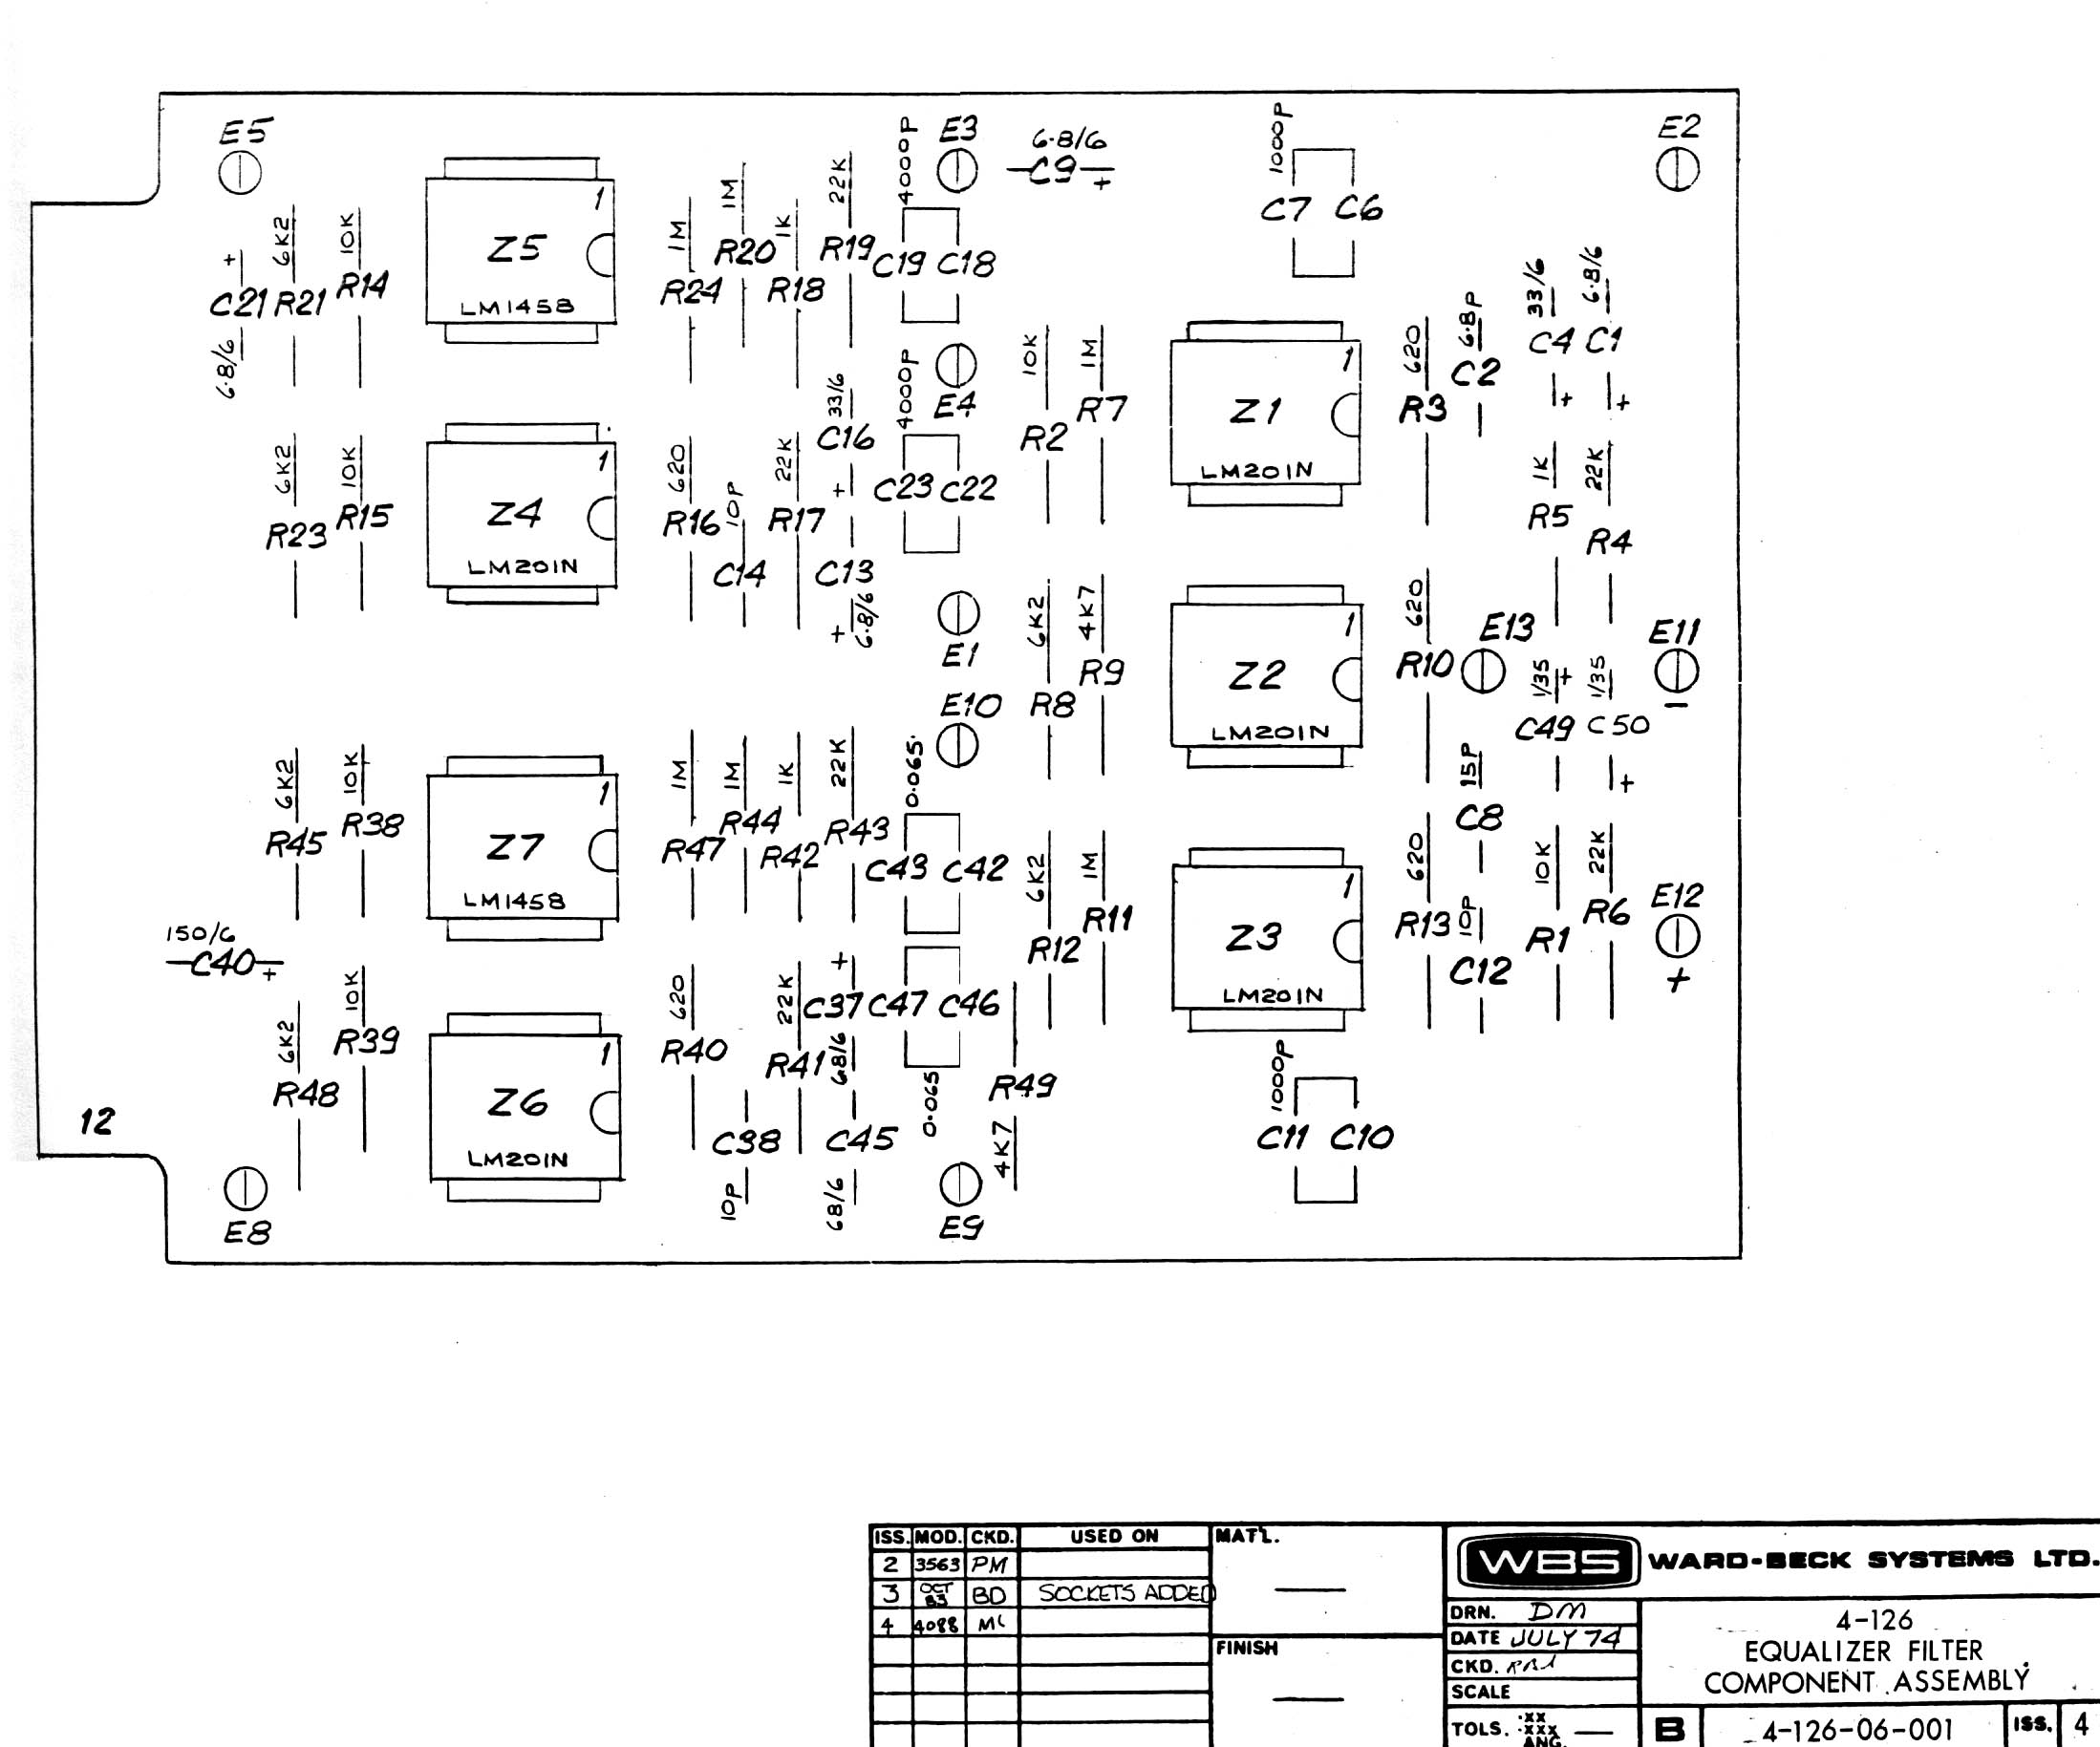 E5
6K2
10K
+
C21
R21
R14
6.8/6
1
Z5
LM1458
1M
R24
1M
R20
1K
R18
22K
R19
4000P
C19 C18
E3
6.8/6
C9
+
1000P
C7 C6
E2
6K2
R23
10K
R15
1
Z4
LM201N
620
R16
10P
C14
22K
R17
33/6
C16
+
C13
+
6.8/6
4000P
C23 C22
E4
10K
R2
1M
R7
1
Z1
LM201N
620
R3
6.8P
C2
33/6
C4
+
6.8/6
C1
+
1K
R5
22K
R4
E1
E10
6K2
R8
4K7
R9
1
Z2
LM201N
620
R10
E13
1/35
+
C49
1/35
C50
+
E11
−
6K2
R45
10K
R38
1
Z7
LM1458
1M
R47
1M
R44
1K
R42
22K
R43
0.065
C43 C42
6K2
R12
1M
R11
1
Z3
LM201N
620
R13
15P
C8
10P
C12
10K
R1
22K
R6
E12
+
150/6
C40
+
6K2
R48
10K
R39
12
E8
1
Z6
LM201N
620
R40
C38
10P
22K
R41
+
C37
68/6
C45
68/6
C47 C46
0.065
E9
R49
4K7
1000P
C11 C10
ISS. MOD. CKD. USED ON MAT'L.
2 3563 PM
3 OCT 83 BD SOCKETS ADDED
4 4088
FINISH
WBS WARD-BECK SYSTEMS LTD.
DRN. DM
DATE JULY 74
CKD.
SCALE
TOLS. .XX .XXX ANG. —
4-126
EQUALIZER FILTER
COMPONENT ASSEMBLY
B 4-126-06-001 ISS. 4